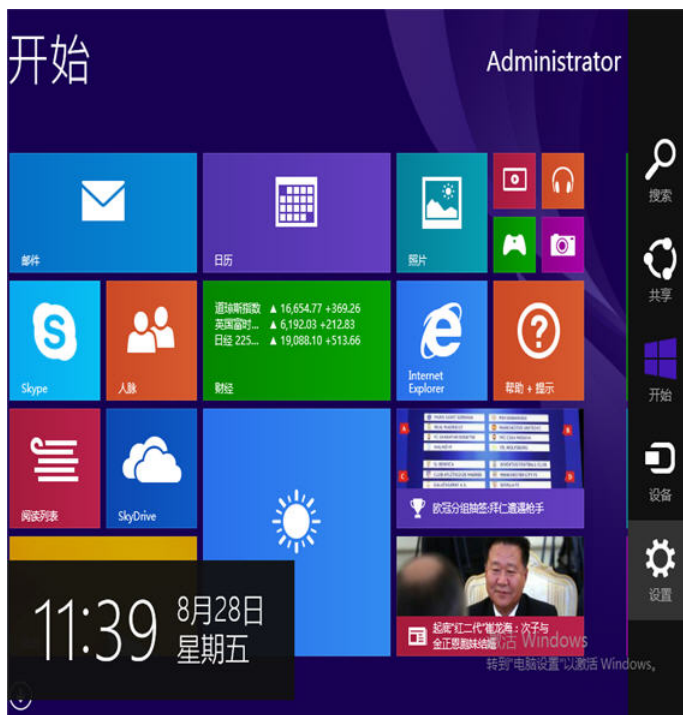 开始
Administrator
搜索
共享
开始
设备
设置
邮件
日历
照片
Skype
人脉
道琼斯指数 ▲ 16,654.77 +369.26
英国富时... ▲ 6,192.03 +212.83
日经 225... ▲ 19,088.10 +513.66
财经
Internet
Explorer
帮助 + 提示
阅读列表
SkyDrive
欧冠分组抽签:拜仁遭遇枪手
11:39
8月28日
星期五
起底"红二代"崔龙海：次子与
金正恩胞妹结婚
激活 Windows
转到"电脑设置"以激活 Windows。